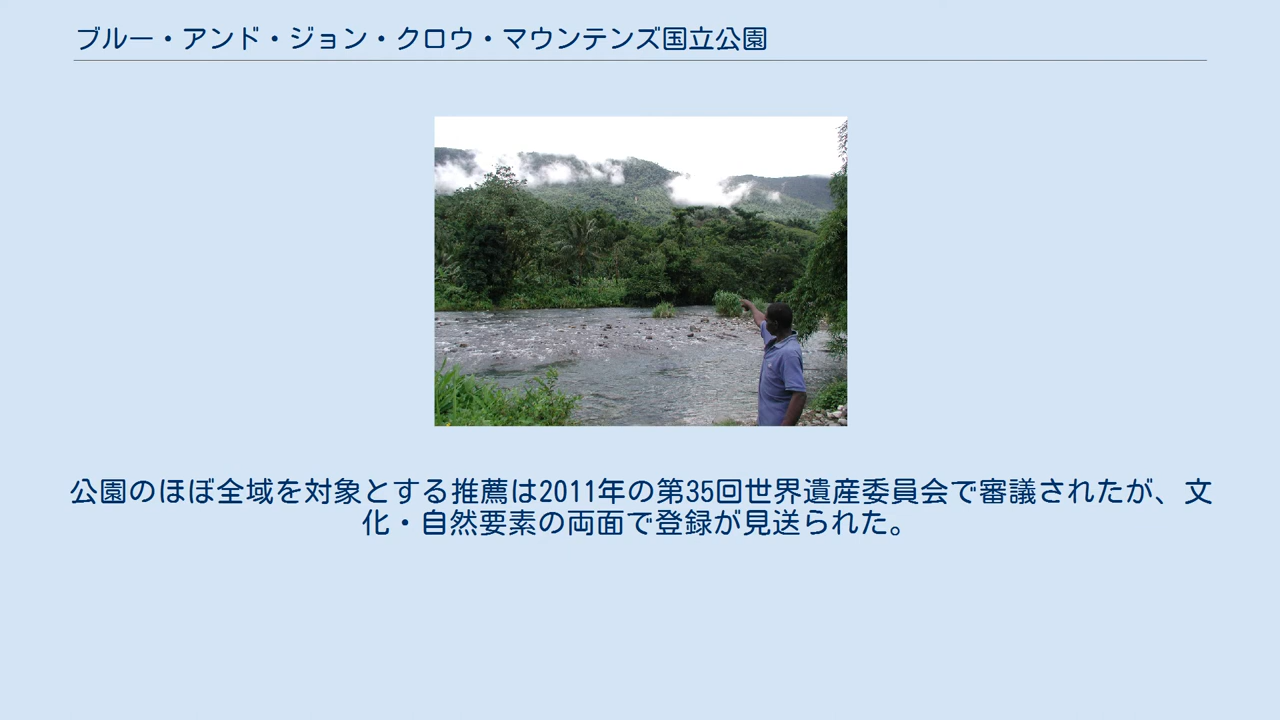 ブルー・アンド・ジョン・クロウ・マウンテンズ国立公園
公園のほぼ全域を対象とする推薦は2011年の第35回世界遺産委員会で審議されたが、文
化・自然要素の両面で登録が見送られた。